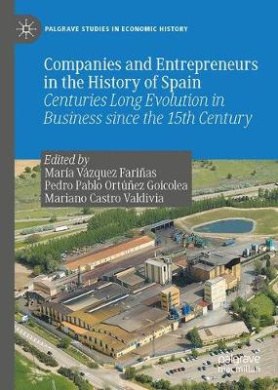 PALGRAVE STUDIES IN ECONOMIC HISTORY
Companies and Entrepreneurs
in the History of Spain
Centuries Long Evolution in
Business since the 15th Century
Edited by
María Vázquez Fariñas
Pedro Pablo Ortúñez Goicolea
Mariano Castro Valdivia
palgrave
macmillan